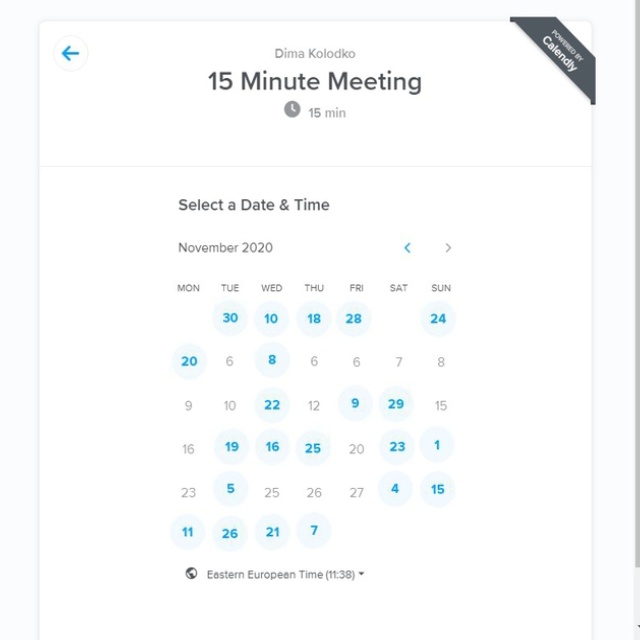 Dima Kolodko
POWERED BY
Calendly
15 Minute Meeting
15 min
Select a Date & Time
November 2020
MON TUE WED THU FRI SAT SUN
30 10 18 28 24
20 6 8 6 6 7 8
9 10 22 12 9 29 15
16 19 16 25 20 23 1
23 5 25 26 27 4 15
11 26 21 7
Eastern European Time (11:38)